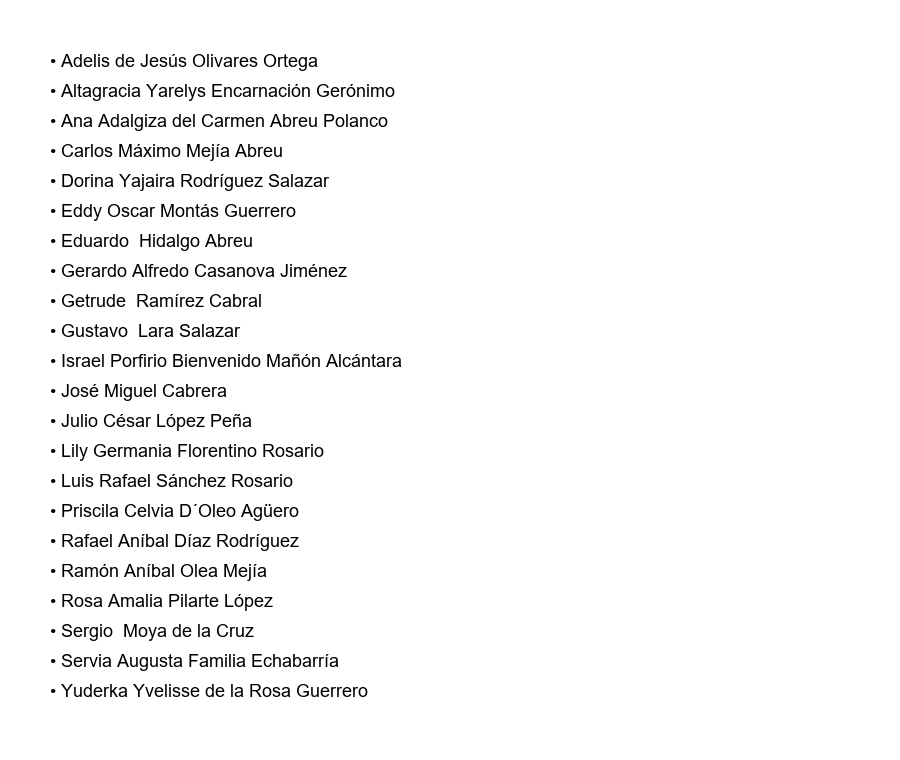 • Adelis de Jesús Olivares Ortega
• Altagracia Yarelys Encarnación Gerónimo
• Ana Adalgiza del Carmen Abreu Polanco
• Carlos Máximo Mejía Abreu
• Dorina Yajaira Rodríguez Salazar
• Eddy Oscar Montás Guerrero
• Eduardo  Hidalgo Abreu
• Gerardo Alfredo Casanova Jiménez
• Getrude  Ramírez Cabral
• Gustavo  Lara Salazar
• Israel Porfirio Bienvenido Mañón Alcántara
• José Miguel Cabrera
• Julio César López Peña
• Lily Germania Florentino Rosario
• Luis Rafael Sánchez Rosario
• Priscila Celvia D´Oleo Agüero
• Rafael Aníbal Díaz Rodríguez
• Ramón Aníbal Olea Mejía
• Rosa Amalia Pilarte López
• Sergio  Moya de la Cruz
• Servia Augusta Familia Echabarría
• Yuderka Yvelisse de la Rosa Guerrero